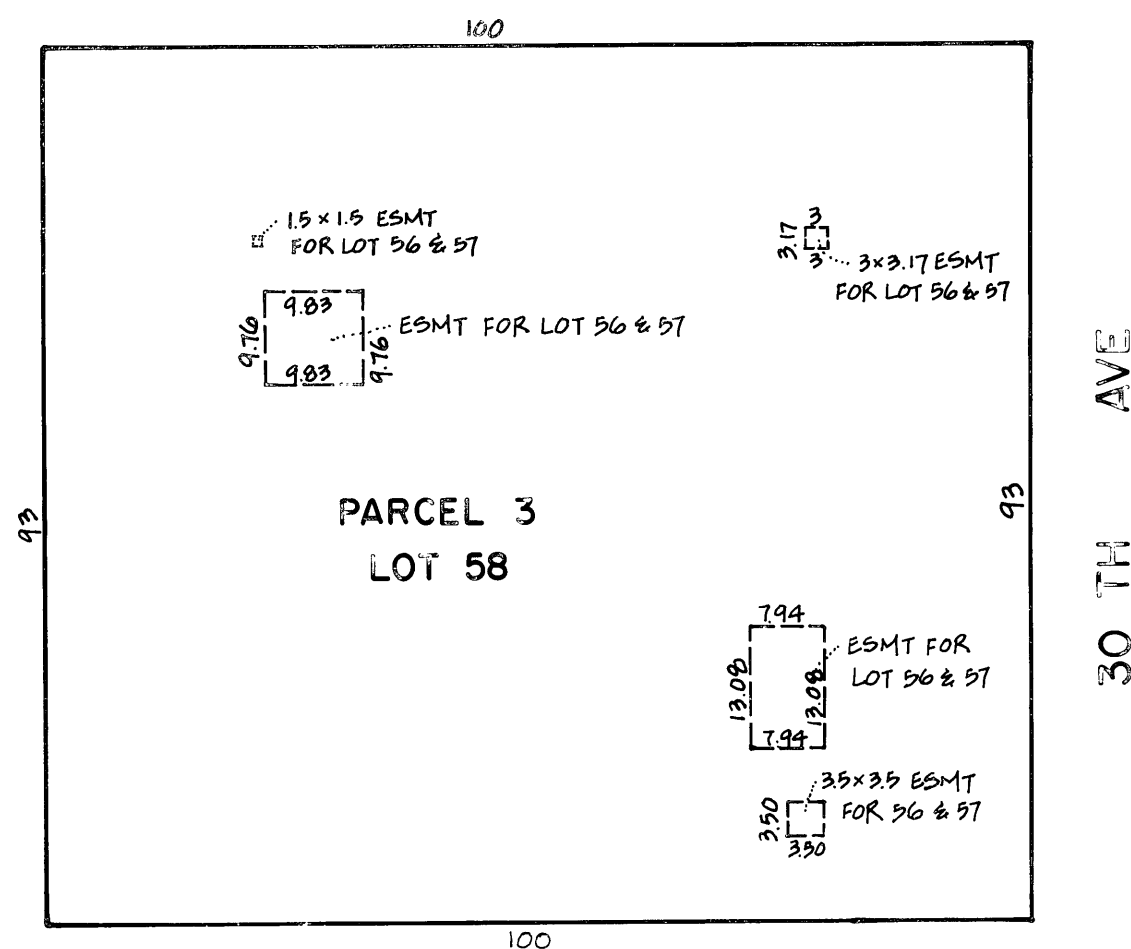 100
1.5 × 1.5 ESMT
FOR LOT 56 & 57
3
3.17
3
3×3.17 ESMT
FOR LOT 56 & 57
9.83
9.76
9.76
9.83
ESMT FOR LOT 56 & 57
93
93
PARCEL 3
LOT 58
30 TH AVE
7.94
13.08
13.08
7.94
ESMT FOR
LOT 56 & 57
3.5×3.5 ESMT
FOR 56 & 57
3.50
3.50
100